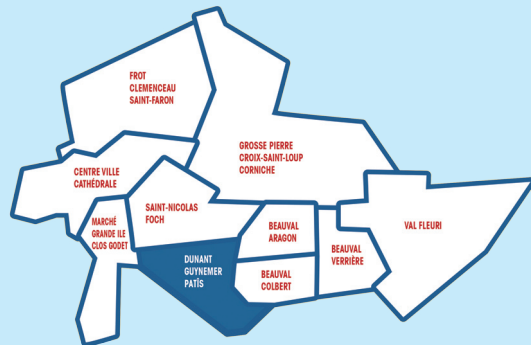 FROT
CLEMENCEAU
SAINT-FARON
GROSSE PIERRE
CROIX-SAINT-LOUP
CORNICHE
CENTRE VILLE
CATHÉDRALE
SAINT-NICOLAS
FOCH
MARCHÉ
GRANDE ILE
CLOS GODET
BEAUVAL
ARAGON
VAL FLEURI
BEAUVAL
VERRIÈRE
DUNANT
GUYNEMER
PATÎS
BEAUVAL
COLBERT